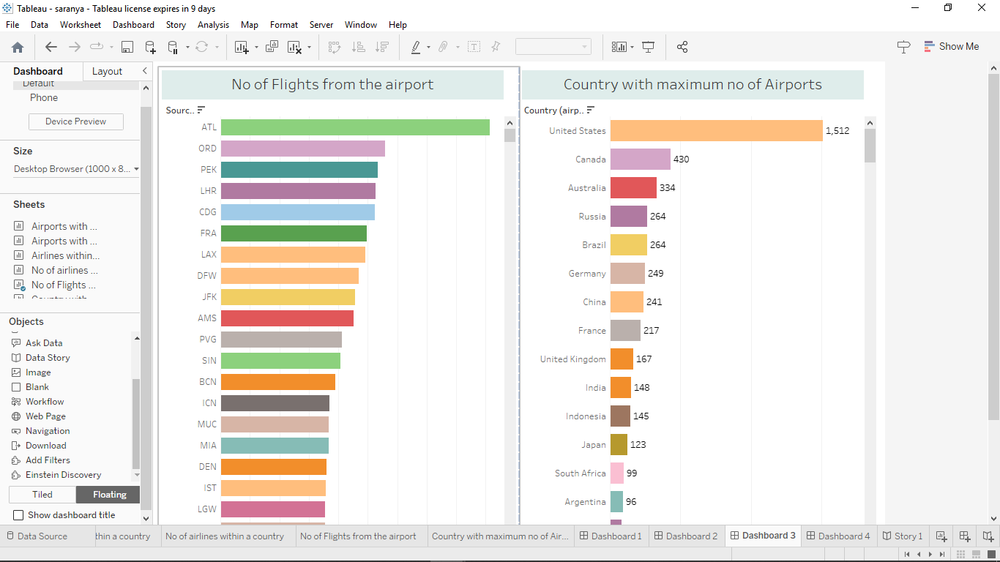 Tableau - saranya - Tableau license expires in 9 days
File Data Worksheet Dashboard Story Analysis Map Format Server Window Help
Show Me
Dashboard Layout
Default
Phone
Device Preview
Size
Desktop Browser (1000 x 8...
Sheets
Airports with ...
Airports with ...
Airlines within...
No of airlines ...
No of Flights ...
Country with
Objects
Ask Data
Data Story
Image
Blank
Workflow
Web Page
Navigation
Download
Add Filters
Einstein Discovery
Tiled Floating
Show dashboard title
No of Flights from the airport
Sourc..
ATL
ORD
PEK
LHR
CDG
FRA
LAX
DFW
JFK
AMS
PVG
SIN
BCN
ICN
MUC
MIA
DEN
IST
LGW
Country with maximum no of Airports
Country (airp..
United States 1,512
Canada 430
Australia 334
Russia 264
Brazil 264
Germany 249
China 241
France 217
United Kingdom 167
India 148
Indonesia 145
Japan 123
South Africa 99
Argentina 96
Data Source thin a country No of airlines within a country No of Flights from the airport Country with maximum no of Air... Dashboard 1 Dashboard 2 Dashboard 3 Dashboard 4 Story 1